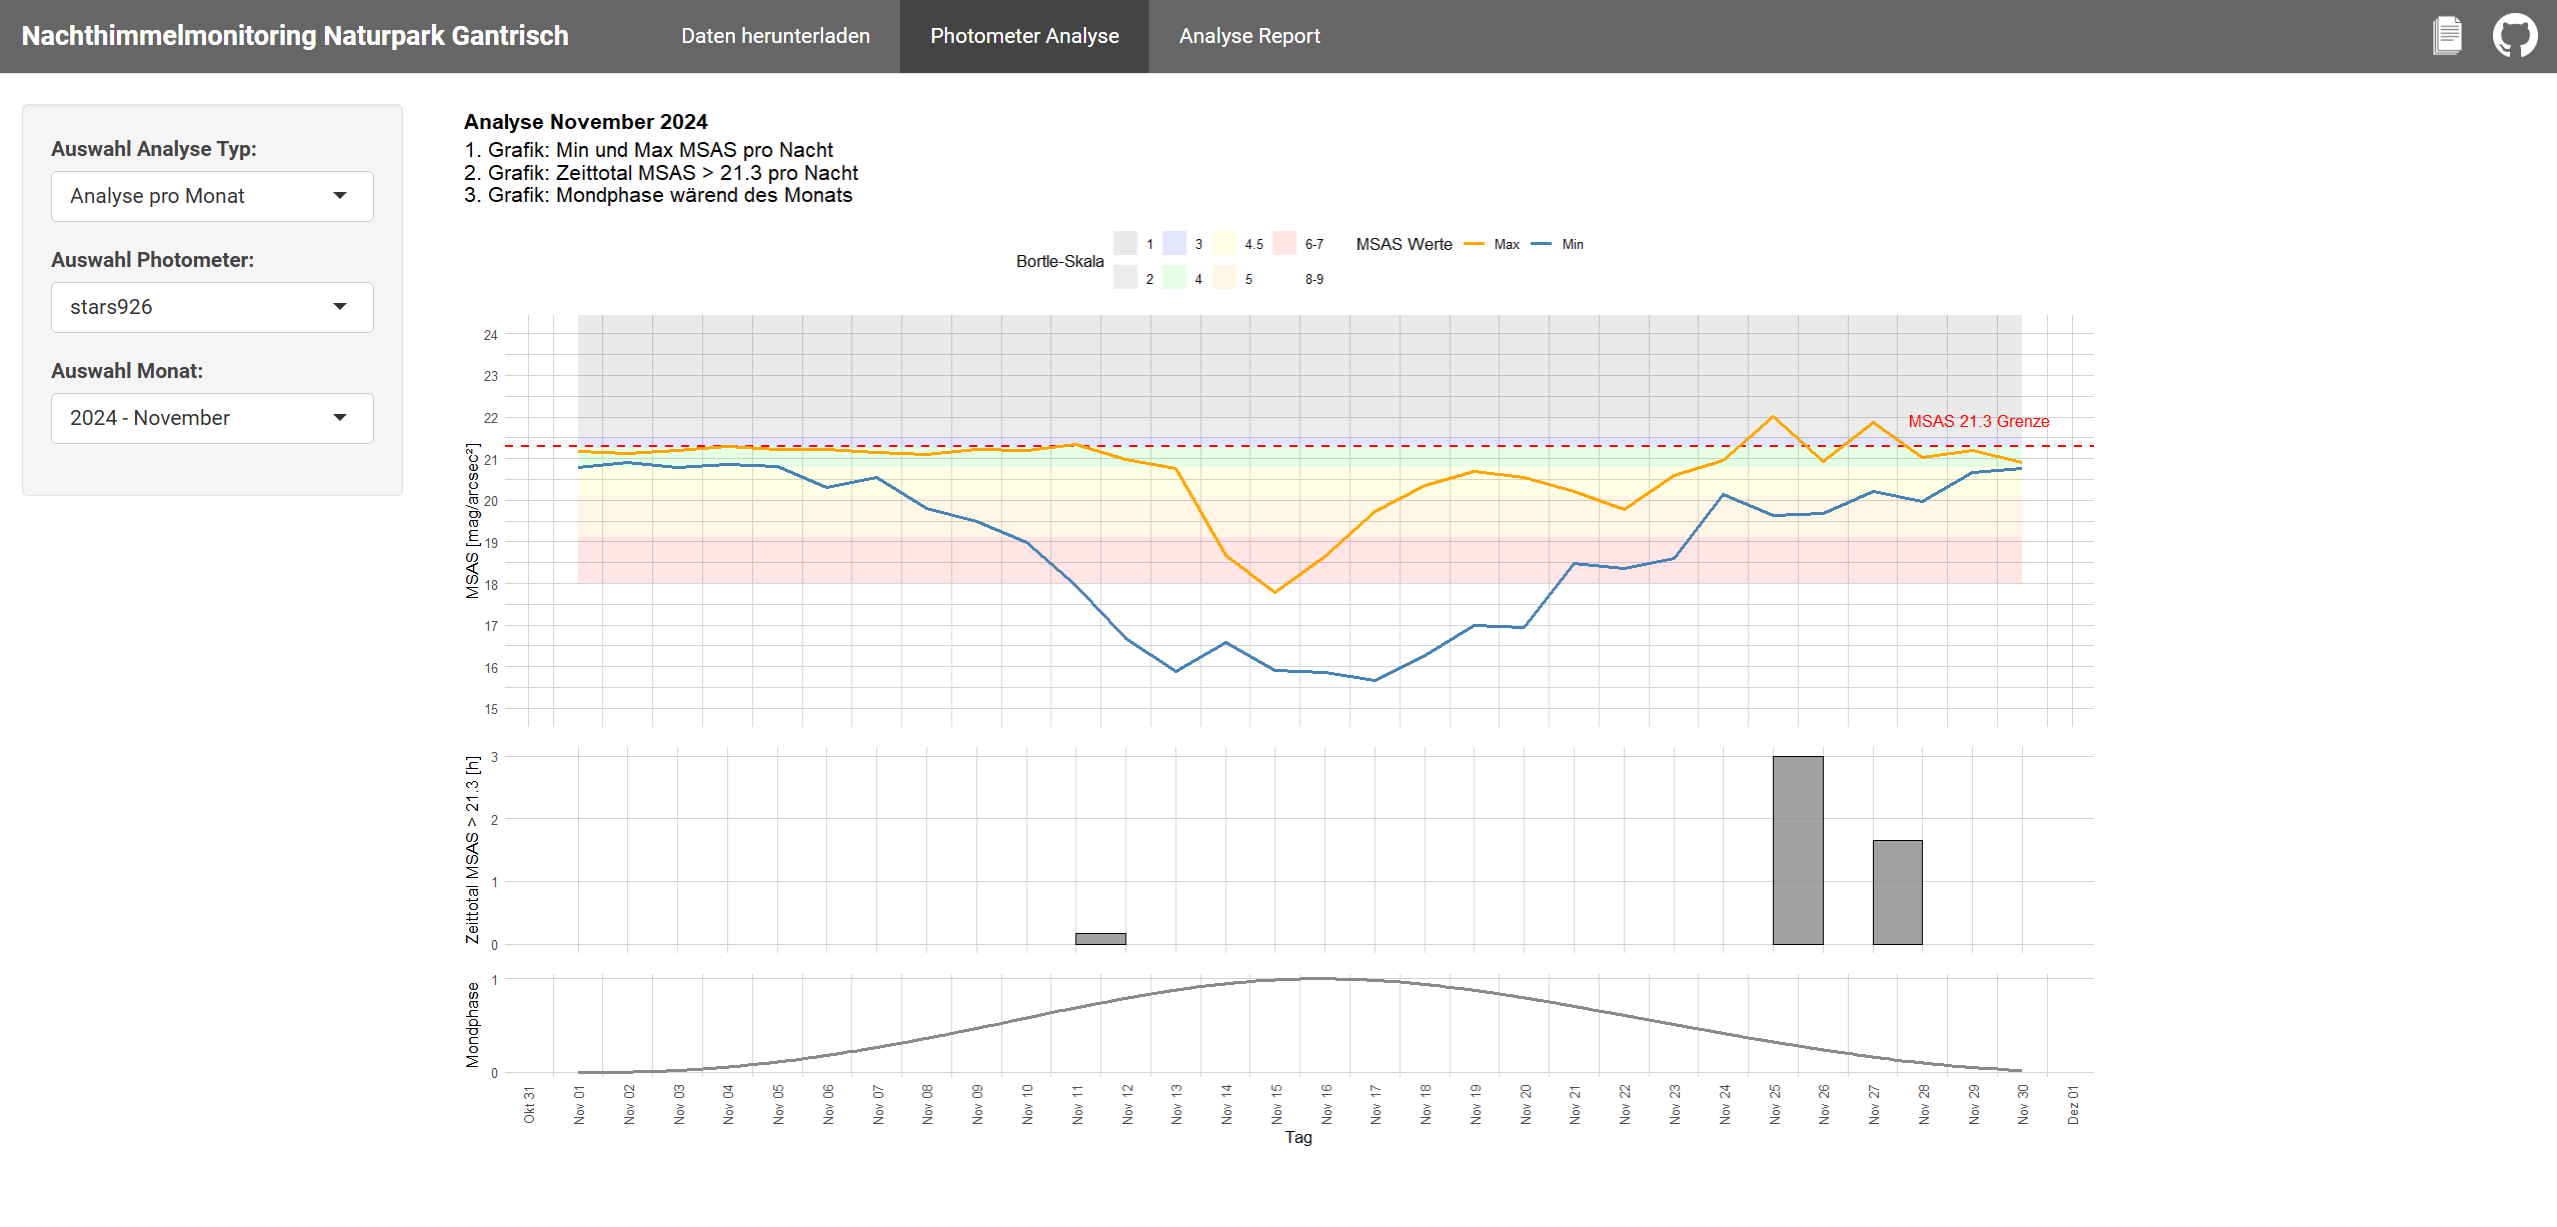 Nachthimmelmonitoring Naturpark Gantrisch
Daten herunterladen
Photometer Analyse
Analyse Report
Auswahl Analyse Typ:
Analyse pro Monat
Auswahl Photometer:
stars926
Auswahl Monat:
2024 - November
Analyse November 2024
1. Grafik: Min und Max MSAS pro Nacht
2. Grafik: Zeittotal MSAS > 21.3 pro Nacht
3. Grafik: Mondphase wärend des Monats
Bortle-Skala
1 3 4.5 6-7
2 4 5 8-9
MSAS Werte Max Min
MSAS [mag/arcsec²]
24
23
22
21
20
19
18
17
16
15
MSAS 21.3 Grenze
Zeittotal MSAS > 21.3 [h]
3
2
1
0
Mondphase
1
0
Okt 31
Nov 01
Nov 02
Nov 03
Nov 04
Nov 05
Nov 06
Nov 07
Nov 08
Nov 09
Nov 10
Nov 11
Nov 12
Nov 13
Nov 14
Nov 15
Nov 16
Nov 17
Nov 18
Nov 19
Nov 20
Nov 21
Nov 22
Nov 23
Nov 24
Nov 25
Nov 26
Nov 27
Nov 28
Nov 29
Nov 30
Dez 01
Tag